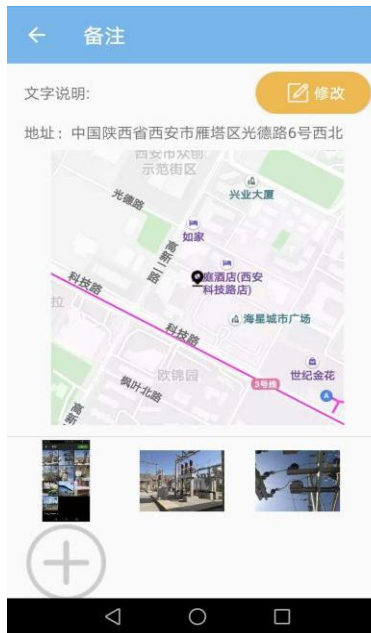 备注
文字说明:
修改
地址：中国陕西省西安市雁塔区光德路6号西北
西安市众创
示范街区
兴业大厦
光德路
如家
高新二路
庭酒店(西安
科技路店)
科技路
拉
海星城市广场
科技路
欧锦园
世纪金花
3号线
枫叶北路
A
高新